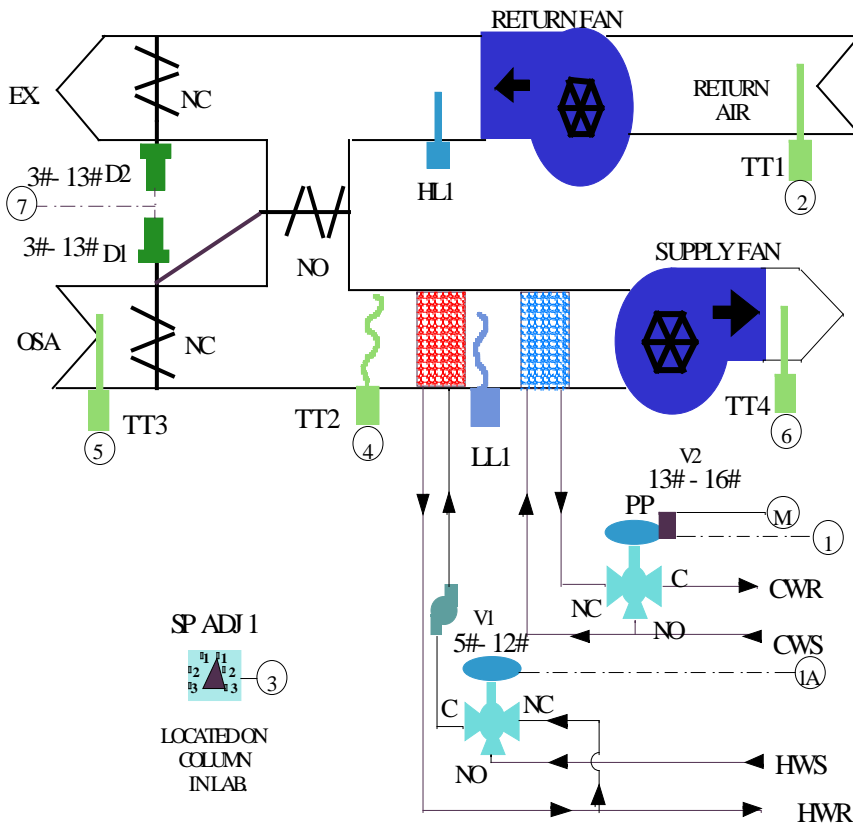 RETURN FAN
EX.
NC
RETURN
AIR
3#- 13# D2
HL1
TT1
2
7
3#- 13# D1
NO
SUPPLY FAN
OSA
NC
TT3
TT2
LL1
TT4
5
4
6
V2
13# - 16#
PP
M
1
C
CWR
NC
NO
CWS
SP ADJ 1
V1
5#- 12#
1 1
2 2
3 3
3
1A
C
NC
LOCATED ON
COLUMN
IN LAB.
NO
HWS
HWR